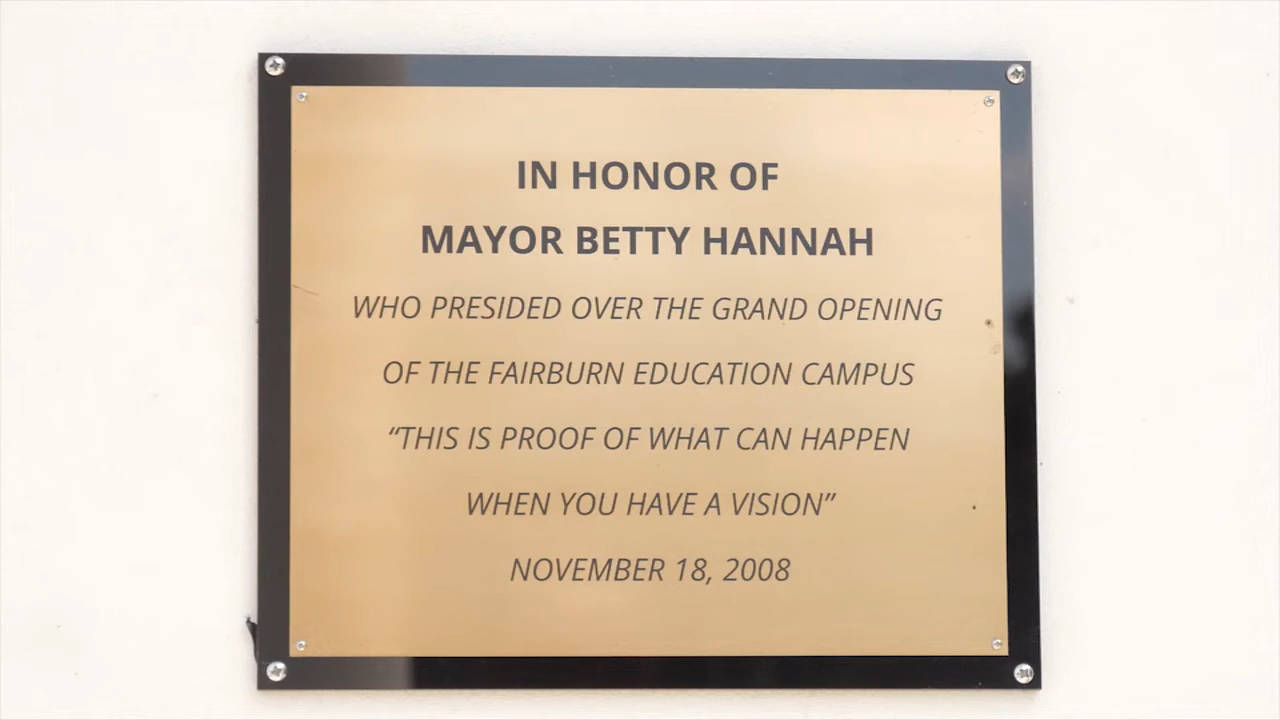 IN HONOR OF
MAYOR BETTY HANNAH
WHO PRESIDED OVER THE GRAND OPENING
OF THE FAIRBURN EDUCATION CAMPUS
“THIS IS PROOF OF WHAT CAN HAPPEN
WHEN YOU HAVE A VISION”
NOVEMBER 18, 2008